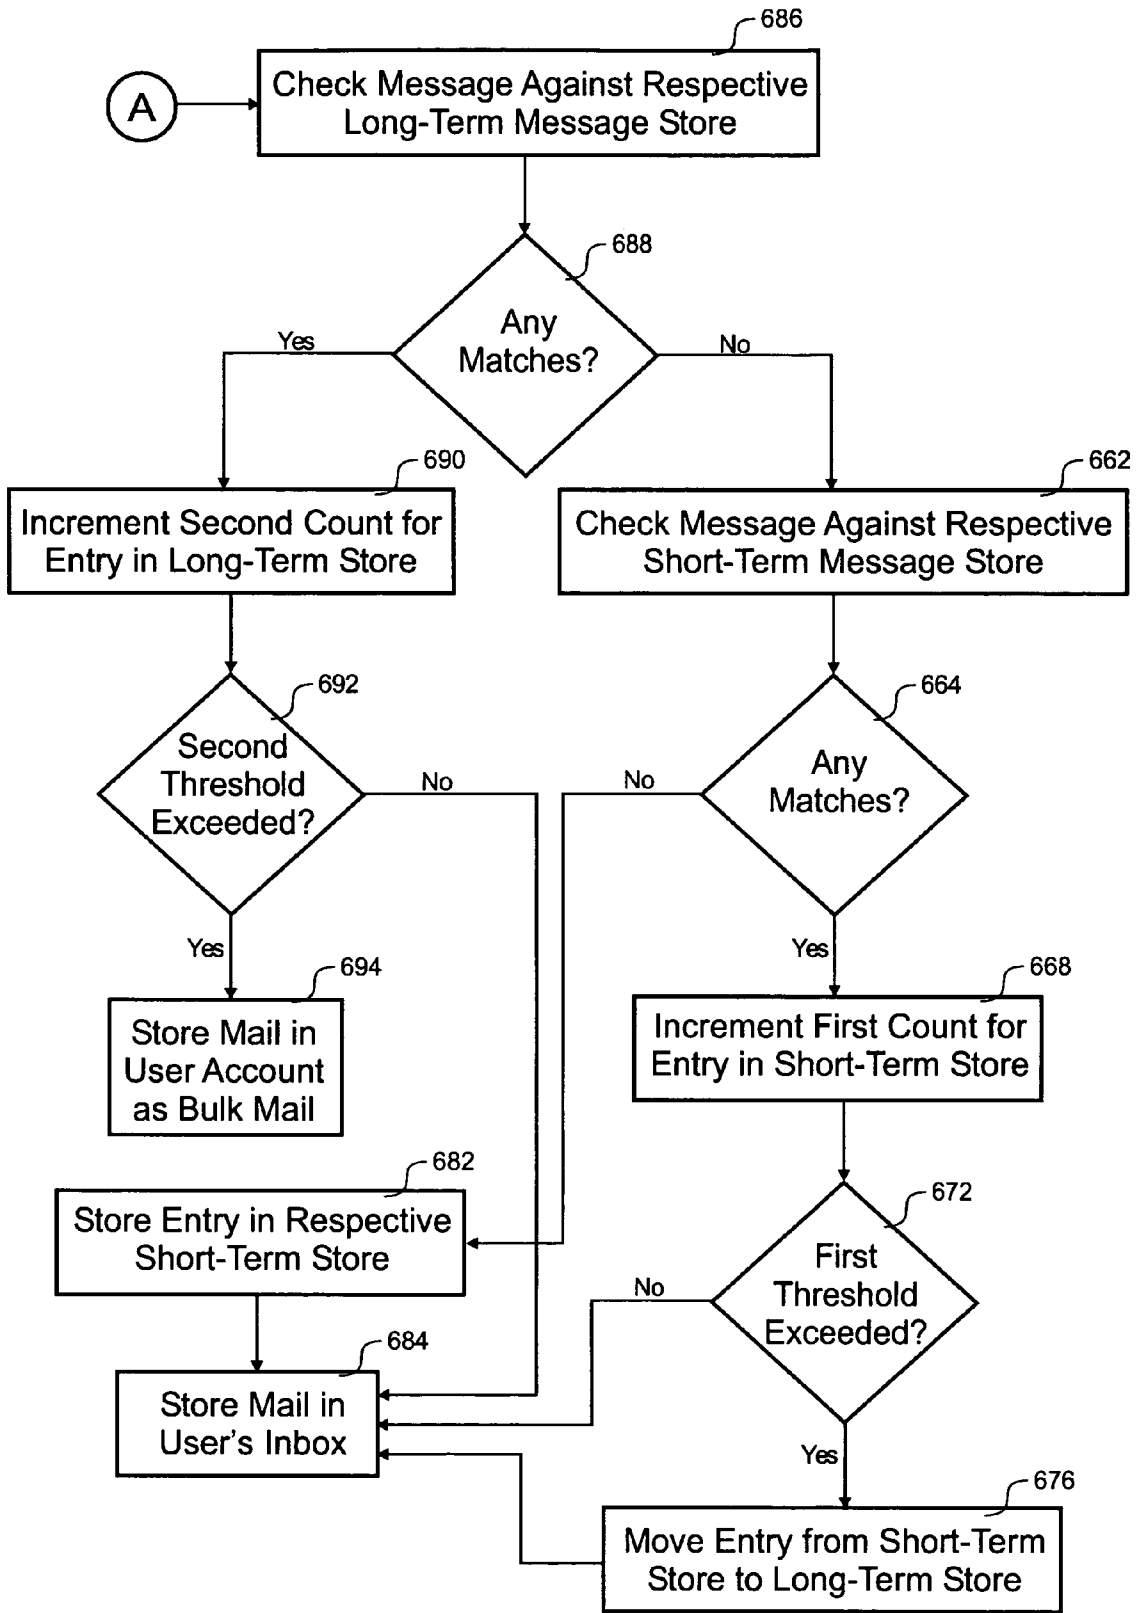 686
A
Check Message Against Respective
Long-Term Message Store
688
Any
Matches?
Yes
No
690
Increment Second Count for
Entry in Long-Term Store
662
Check Message Against Respective
Short-Term Message Store
692
Second
Threshold
Exceeded?
No
Yes
664
Any
Matches?
No
Yes
694
Store Mail in
User Account
as Bulk Mail
668
Increment First Count for
Entry in Short-Term Store
682
Store Entry in Respective
Short-Term Store
672
First
Threshold
Exceeded?
No
Yes
684
Store Mail in
User's Inbox
676
Move Entry from Short-Term
Store to Long-Term Store